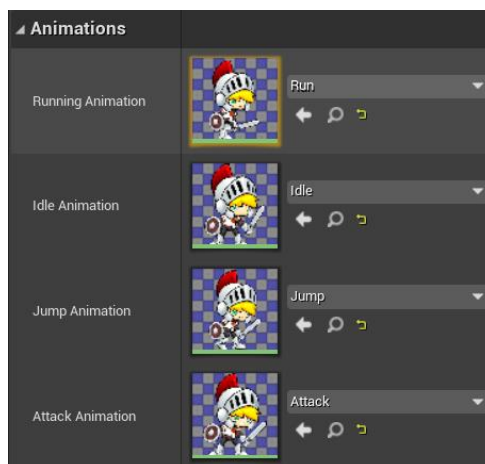 Animations
Running Animation
Run
Idle Animation
Idle
Jump Animation
Jump
Attack Animation
Attack